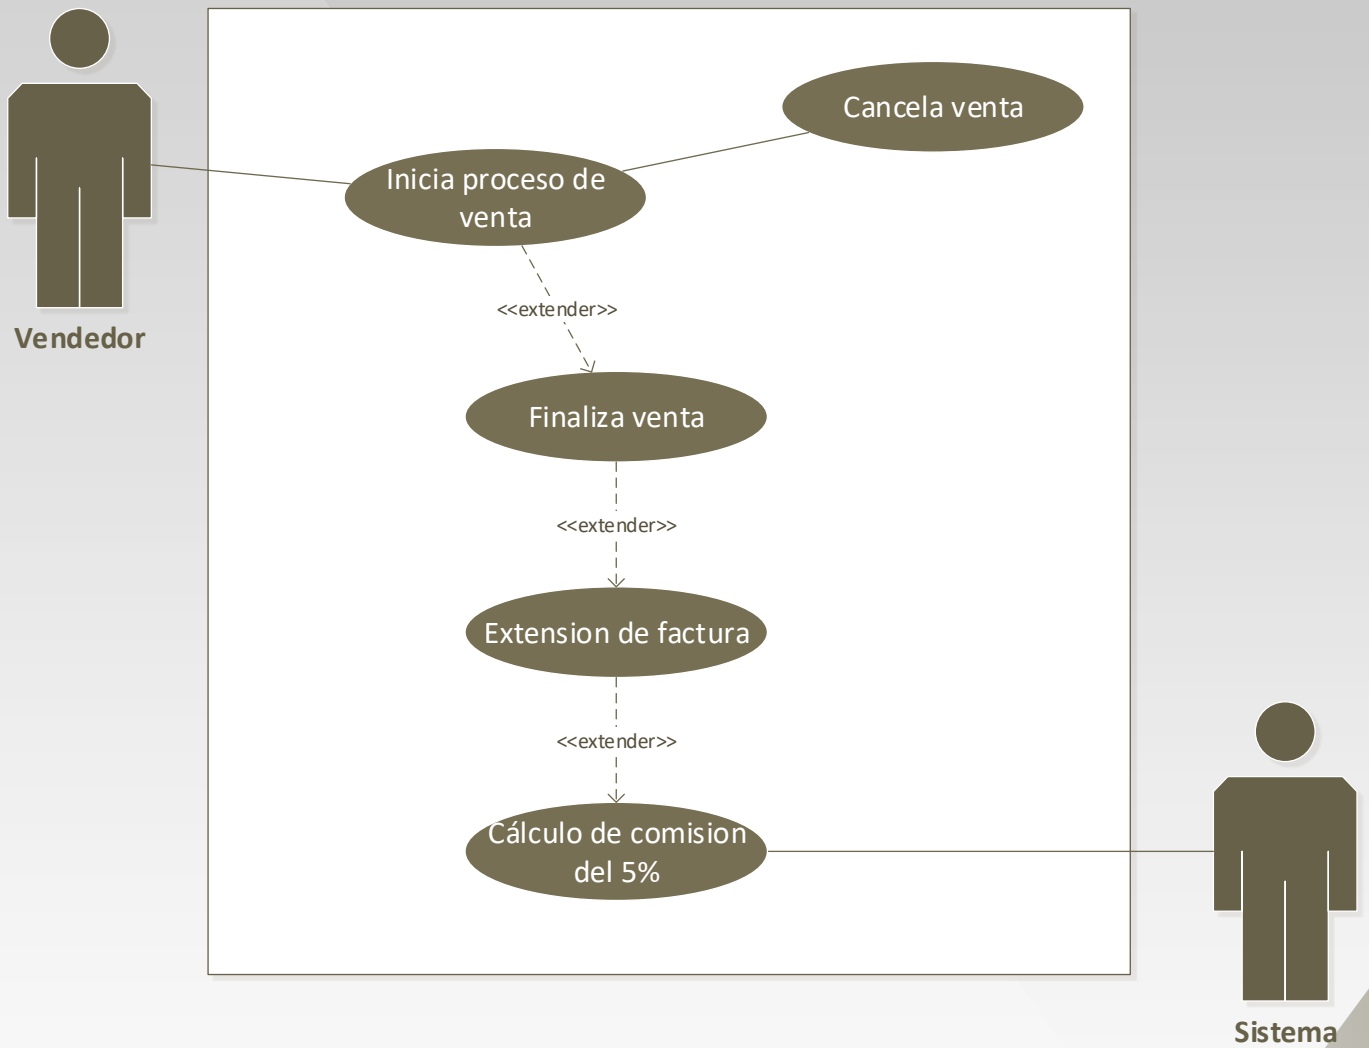 Cancela venta
Inicia proceso de
venta
<<extender>>
Vendedor
Finaliza venta
<<extender>>
Extension de factura
<<extender>>
Cálculo de comision
del 5%
Sistema